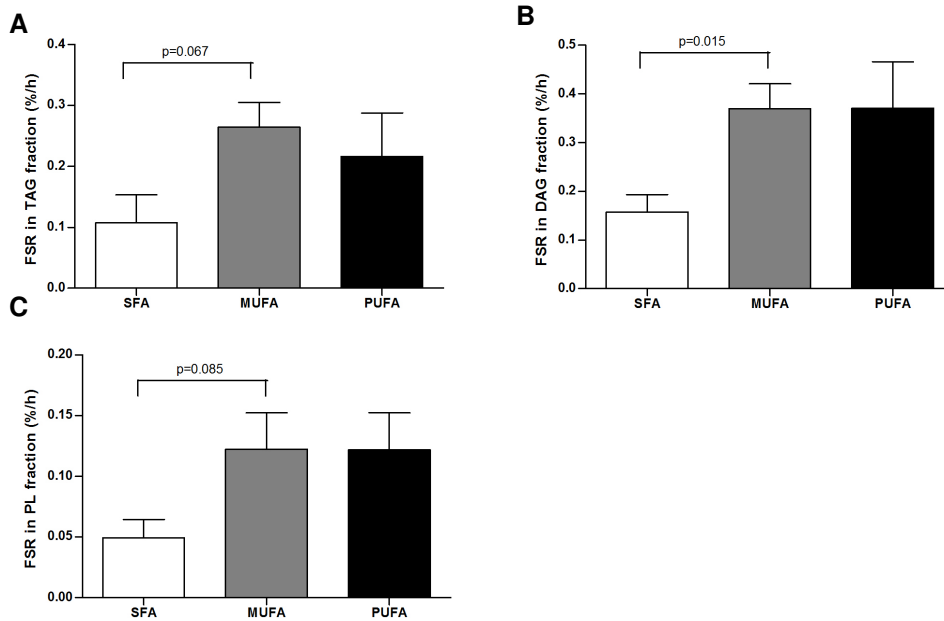 A
FSR in TAG fraction (%/h)
0.4
0.3
0.2
0.1
0.0
p=0.067
SFA MUFA PUFA
B
FSR in DAG fraction (%/h)
0.5
0.4
0.3
0.2
0.1
0.0
p=0.015
SFA MUFA PUFA
C
FSR in PL fraction (%/h)
0.20
0.15
0.10
0.05
0.00
p=0.085
SFA MUFA PUFA